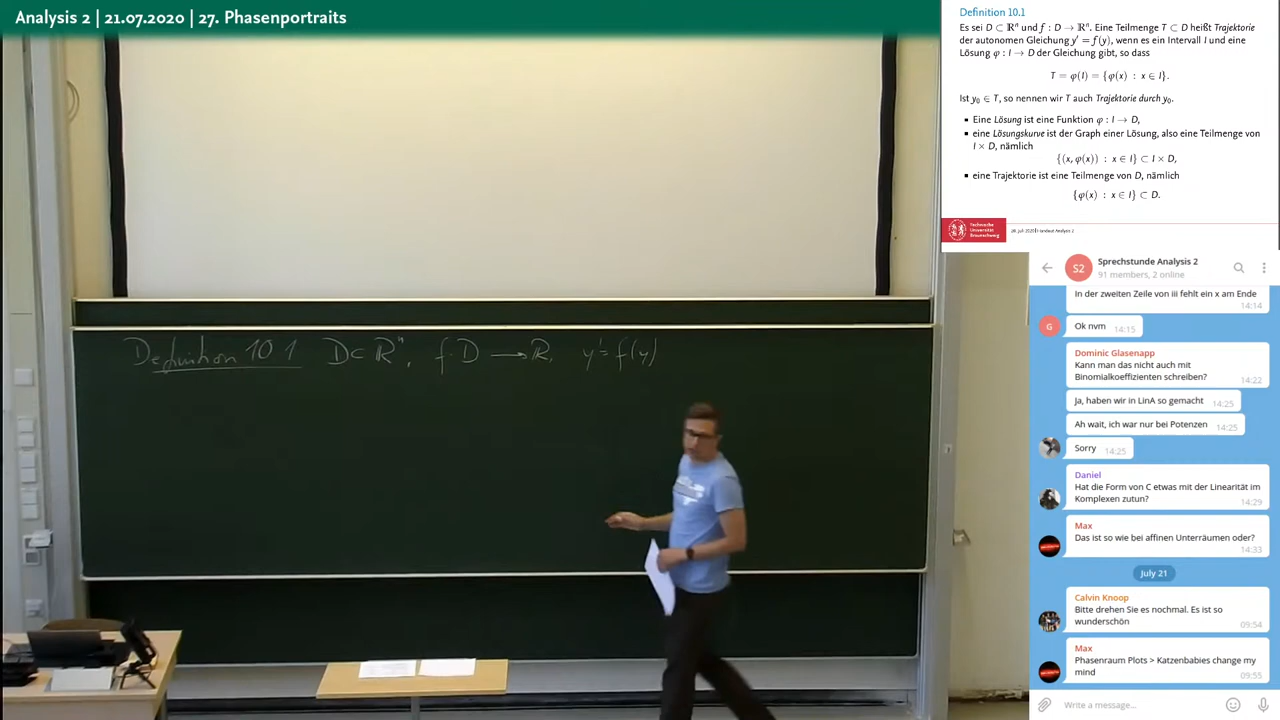 Analysis 2 | 21.07.2020 | 27. Phasenportraits
Definition 10.1 D ⊂ ℝⁿ, f: D → ℝ, y' = f(y)
Definition 10.1
Es sei D ⊂ ℝⁿ und f : D → ℝⁿ. Eine Teilmenge T ⊂ D heißt Trajektorie
der autonomen Gleichung y' = f(y), wenn es ein Intervall I und eine
Lösung φ : I → D der Gleichung gibt, so dass
T = φ(I) = {φ(x) : x ∈ I}.
Ist y₀ ∈ T, so nennen wir T auch Trajektorie durch y₀.
▪ Eine Lösung ist eine Funktion φ : I → D,
▪ eine Lösungskurve ist der Graph einer Lösung, also eine Teilmenge von
I × D, nämlich
{(x, φ(x)) : x ∈ I} ⊂ I × D,
▪ eine Trajektorie ist eine Teilmenge von D, nämlich
{φ(x) : x ∈ I} ⊂ D.
Technische
Universität
Braunschweig
S2
Sprechstunde Analysis 2
91 members, 2 online
In der zweiten Zeile von iii fehlt ein x am Ende
14:14
G
Ok nvm 14:15
Dominic Glasenapp
Kann man das nicht auch mit
Binomialkoeffizienten schreiben?
14:22
Ja, haben wir in LinA so gemacht 14:25
Ah wait, ich war nur bei Potenzen 14:25
Sorry 14:25
Daniel
Hat die Form von C etwas mit der Linearität im
Komplexen zutun?
14:29
Max
Das ist so wie bei affinen Unterräumen oder?
14:33
July 21
Calvin Knoop
Bitte drehen Sie es nochmal. Es ist so
wunderschön
09:54
Max
Phasenraum Plots > Katzenbabies change my
mind
09:55
Write a message...